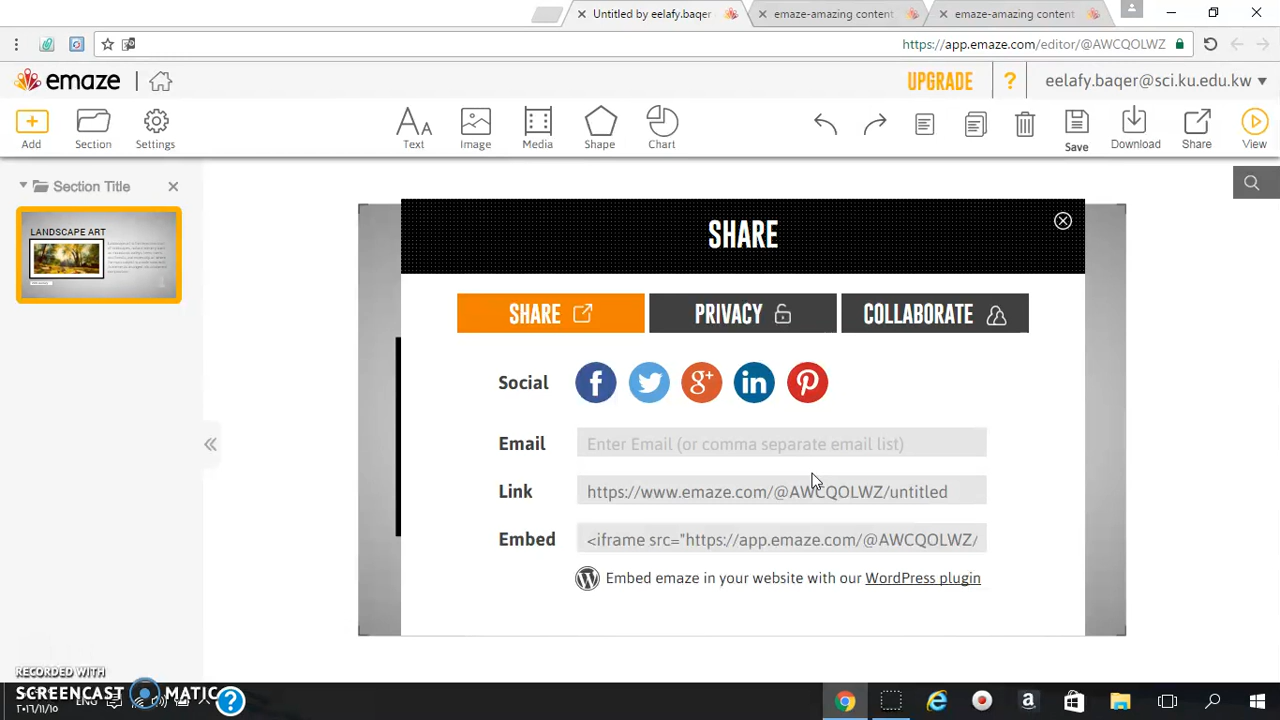 Untitled by eelafy.baqer
emaze-amazing content
emaze-amazing content
https://app.emaze.com/editor/@AWCQOLWZ
emaze
UPGRADE
?
eelafy.baqer@sci.ku.edu.kw
Add
Section
Settings
Text
Image
Media
Shape
Chart
Save
Download
Share
View
Section Title
LANDSCAPE ART
SHARE
SHARE
PRIVACY
COLLABORATE
Social
Email
Enter Email (or comma separate email list)
Link
https://www.emaze.com/@AWCQOLWZ/untitled
Embed
<iframe src="https://app.emaze.com/@AWCQOLWZ/
Embed emaze in your website with our WordPress plugin
RECORDED WITH
SCREENCAST MATIC
ENG
٢٠١٦/١١/١٥